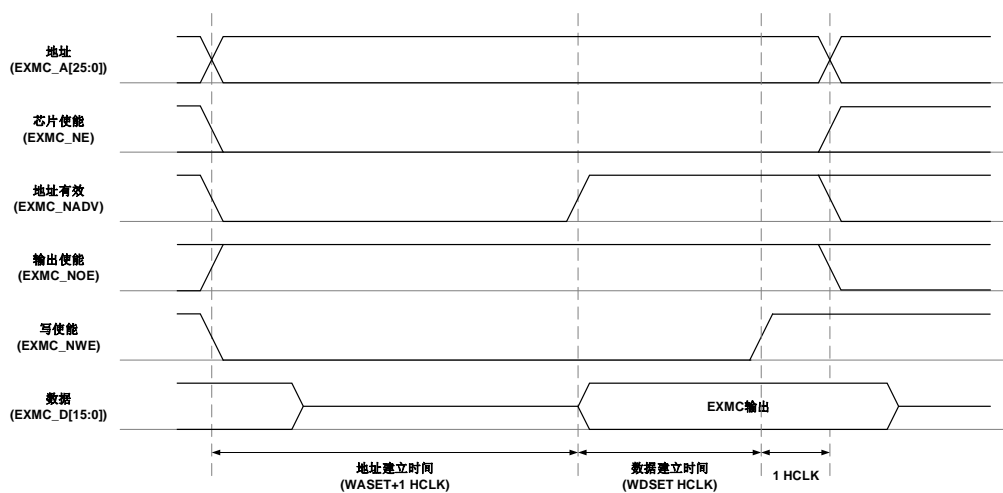 地址
(EXMC_A[25:0])
芯片使能
(EXMC_NE)
地址有效
(EXMC_NADV)
输出使能
(EXMC_NOE)
写使能
(EXMC_NWE)
数据
(EXMC_D[15:0])
EXMC输出
地址建立时间
(WASET+1 HCLK)
数据建立时间
(WDSET HCLK)
1 HCLK